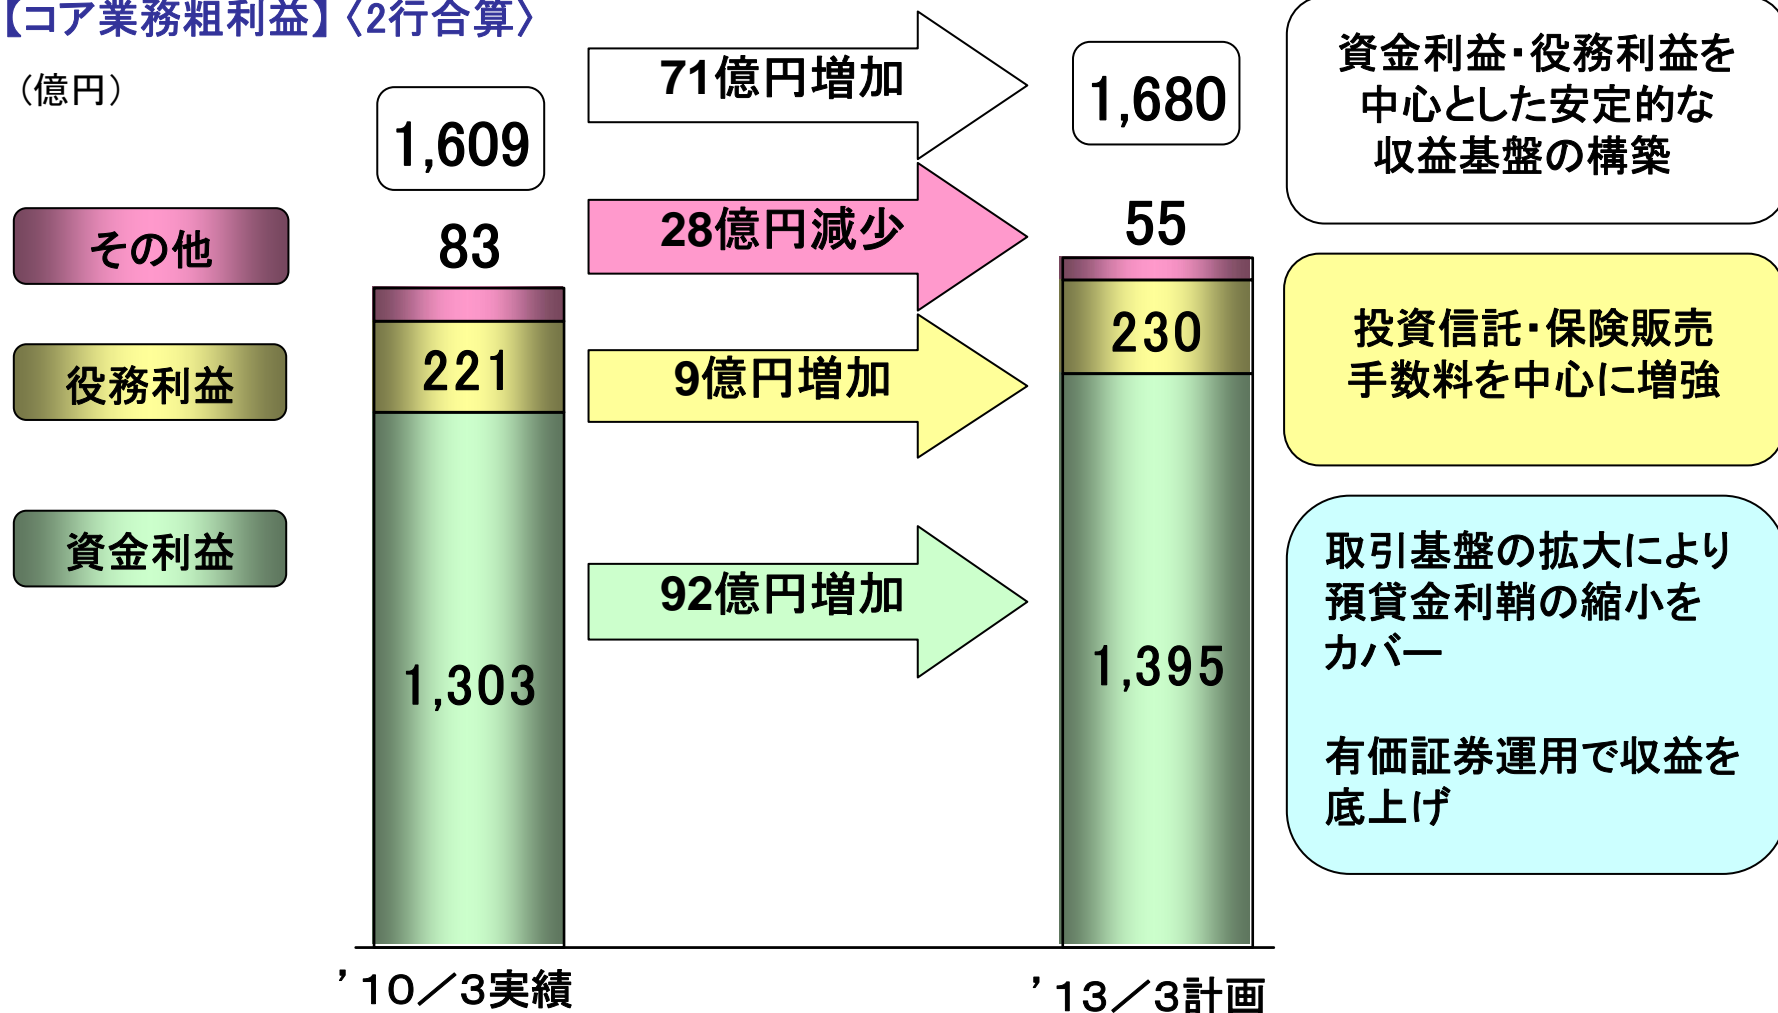 【コア業務粗利益】〈2行合算〉
（億円）
1,609
71億円増加
1,680
資金利益・役務利益を
中心とした安定的な
収益基盤の構築
その他
83
28億円減少
55
役務利益
221
9億円増加
230
投資信託・保険販売
手数料を中心に増強
資金利益
1,303
92億円増加
1,395
取引基盤の拡大により
預貸金利鞘の縮小を
カバー
有価証券運用で収益を
底上げ
’１０／３実績
’１３／３計画